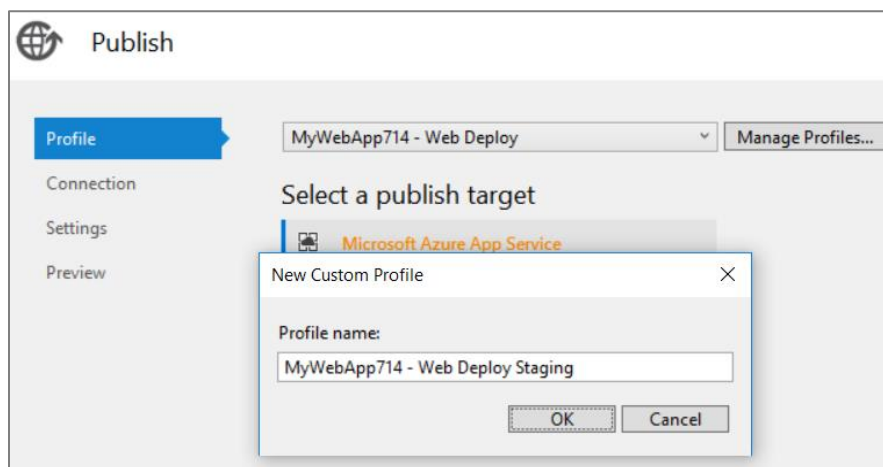 Publish
Profile
MyWebApp714 - Web Deploy
Manage Profiles...
Connection
Select a publish target
Settings
Microsoft Azure App Service
Preview
New Custom Profile
Profile name:
MyWebApp714 - Web Deploy Staging
OK
Cancel